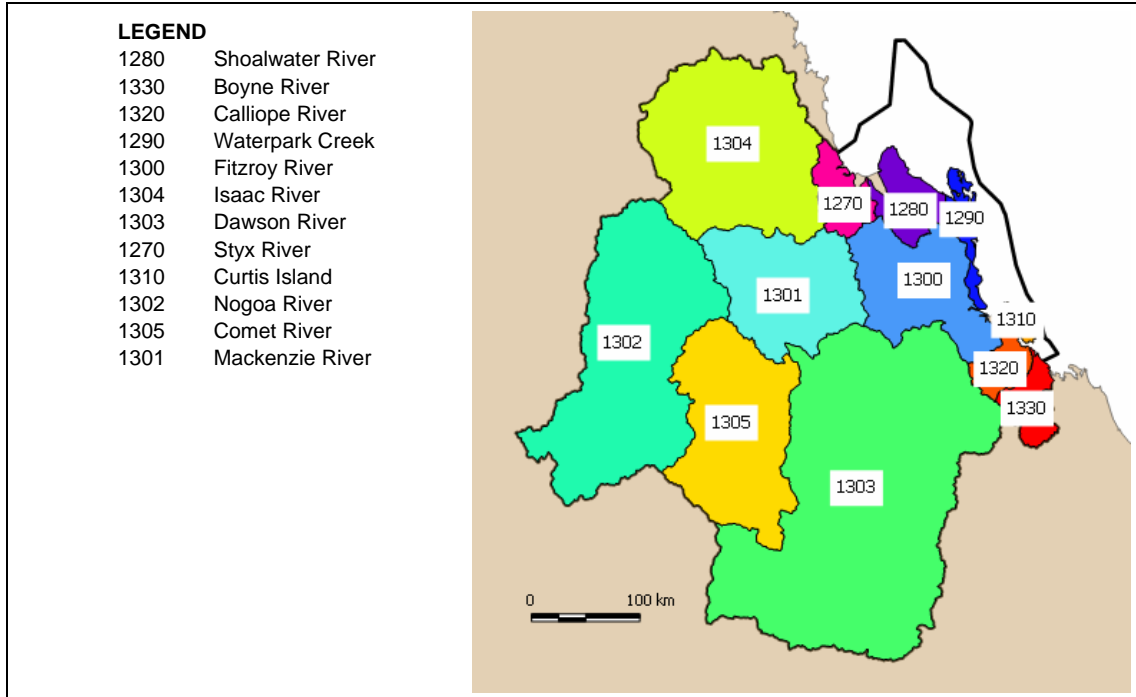 LEGEND
1280 Shoalwater River
1330 Boyne River
1320 Calliope River
1290 Waterpark Creek
1300 Fitzroy River
1304 Isaac River
1303 Dawson River
1270 Styx River
1310 Curtis Island
1302 Nogoa River
1305 Comet River
1301 Mackenzie River
1304
1270
1280
1290
1300
1301
1310
1302
1320
1330
1305
1303
0 100 km